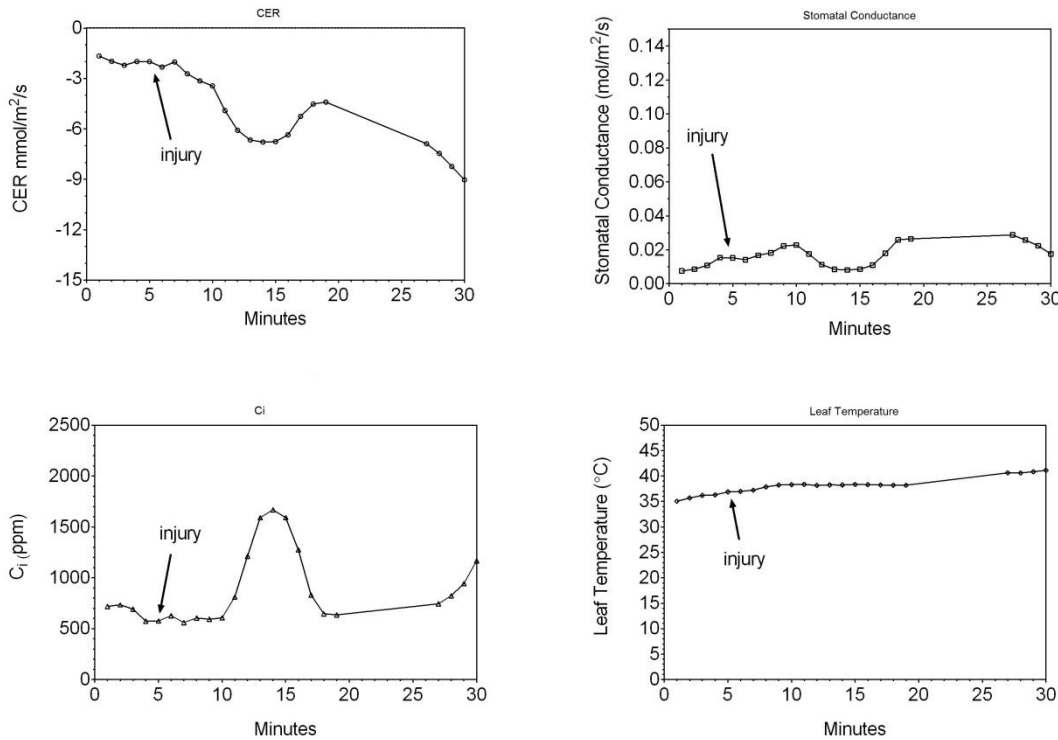 CER
0
-3
-6
-9
-12
-15
CER mmol/m²/s
injury
0 5 10 15 20 25 30
Minutes
Stomatal Conductance
0.14
0.12
0.10
0.08
0.06
0.04
0.02
0.00
Stomatal Conductance (mol/m²/s)
injury
0 5 10 15 20 25 30
Minutes
Ci
2500
2000
1500
1000
500
0
Cᵢ (ppm)
injury
0 5 10 15 20 25 30
Minutes
Leaf Temperature
50
45
40
35
30
25
20
15
10
5
0
Leaf Temperature (°C)
injury
0 5 10 15 20 25 30
Minutes